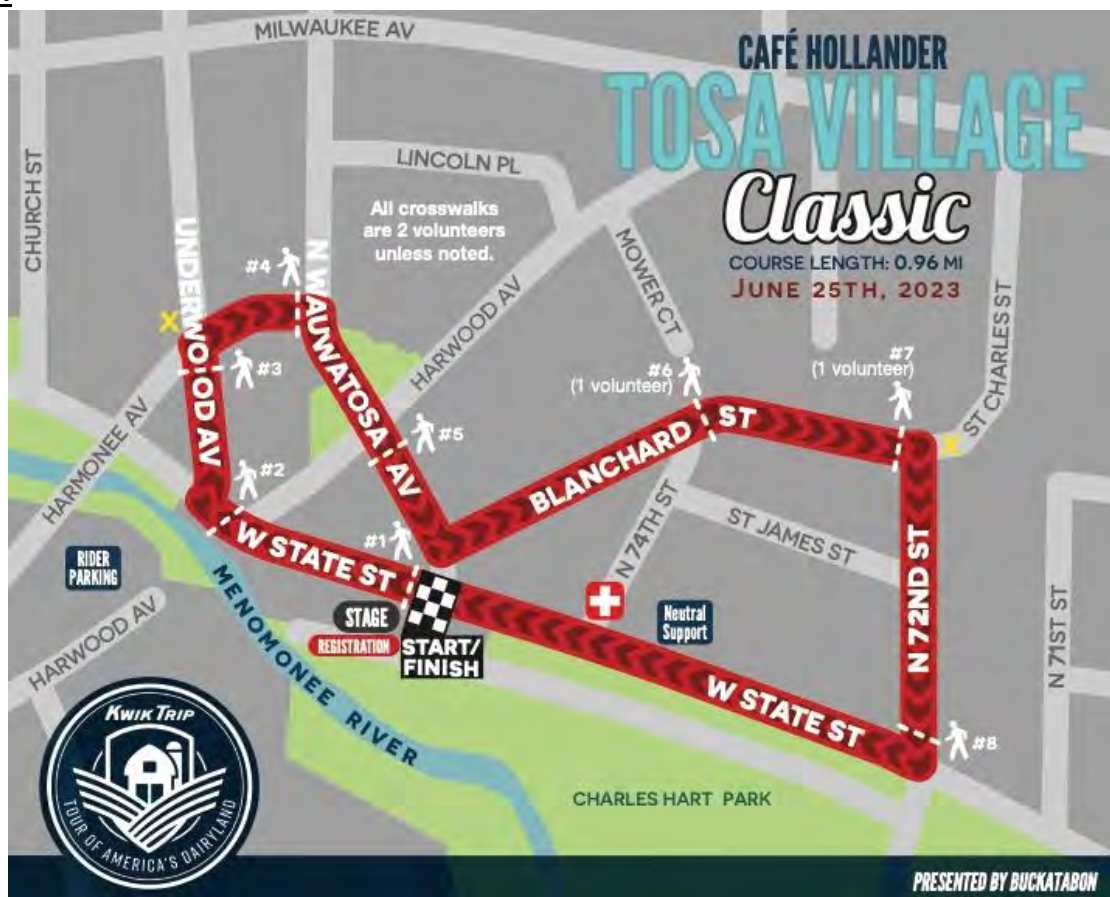 MILWAUKEE AV
CAFÉ HOLLANDER
TOSA VILLAGE
Classic
COURSE LENGTH: 0.96 MI
JUNE 25TH, 2023
CHURCH ST
LINCOLN PL
All crosswalks
are 2 volunteers
unless noted.
UNDERWOOD AV
#4
N WAUWATOSA AV
HARWOOD AV
MOWER CT
#3
#6
(1 volunteer)
#7
(1 volunteer)
ST CHARLES ST
X
X
HARMONEE AV
#5
#2
BLANCHARD ST
W STATE ST
#1
N 74TH ST
ST JAMES ST
N 72ND ST
N 71ST ST
RIDER
PARKING
HARWOOD AV
MENOMONEE RIVER
STAGE
REGISTRATION
START/
FINISH
Neutral
Support
W STATE ST
#8
CHARLES HART PARK
KWIK TRIP
TOUR OF AMERICA'S DAIRYLAND
PRESENTED BY BUCKATABON